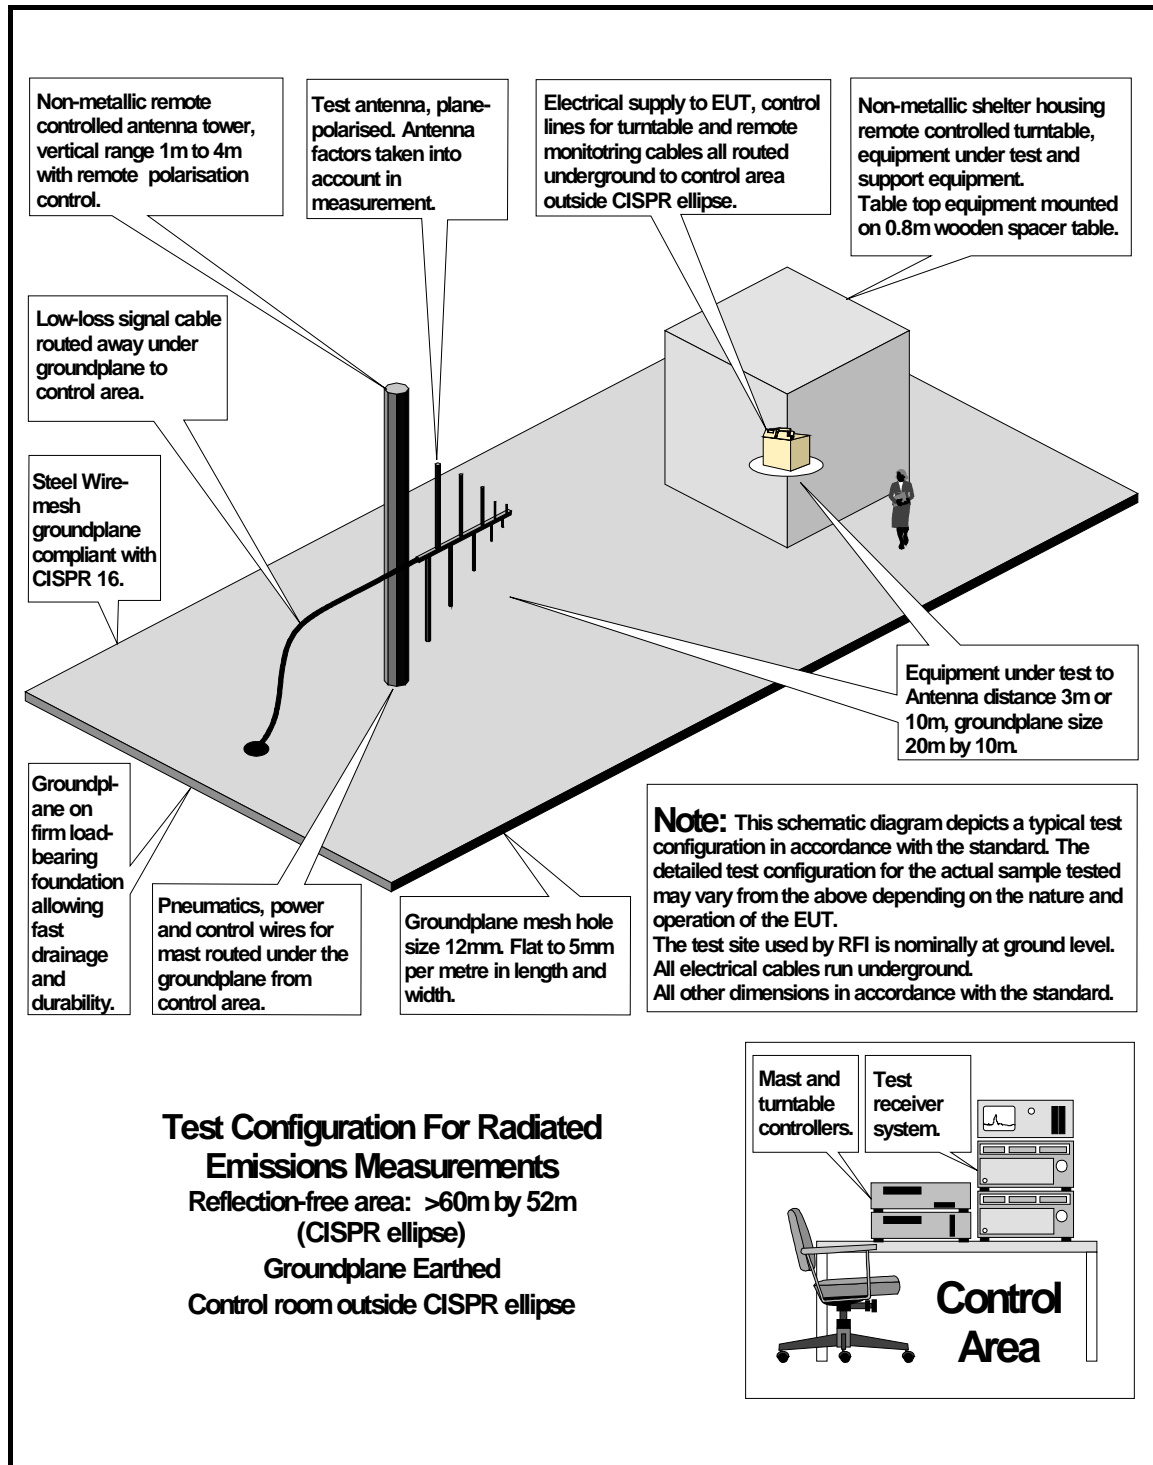 Non-metallic remote
controlled antenna tower,
vertical range 1m to 4m
with remote polarisation
control.
Test antenna, plane-
polarised. Antenna
factors taken into
account in
measurement.
Electrical supply to EUT, control
lines for turntable and remote
monitotring cables all routed
underground to control area
outside CISPR ellipse.
Non-metallic shelter housing
remote controlled turntable,
equipment under test and
support equipment.
Table top equipment mounted
on 0.8m wooden spacer table.
Low-loss signal cable
routed away under
groundplane to
control area.
Steel Wire-
mesh
groundplane
compliant with
CISPR 16.
Equipment under test to
Antenna distance 3m or
10m, groundplane size
20m by 10m.
Groundpl-
ane on
firm load-
bearing
foundation
allowing
fast
drainage
and
durability.
Pneumatics, power
and control wires for
mast routed under the
groundplane from
control area.
Groundplane mesh hole
size 12mm. Flat to 5mm
per metre in length and
width.
Note: This schematic diagram depicts a typical test
configuration in accordance with the standard. The
detailed test configuration for the actual sample tested
may vary from the above depending on the nature and
operation of the EUT.
The test site used by RFI is nominally at ground level.
All electrical cables run underground.
All other dimensions in accordance with the standard.
Test Configuration For Radiated
Emissions Measurements
Reflection-free area: >60m by 52m
(CISPR ellipse)
Groundplane Earthed
Control room outside CISPR ellipse
Mast and
turntable
controllers.
Test
receiver
system.
Control
Area